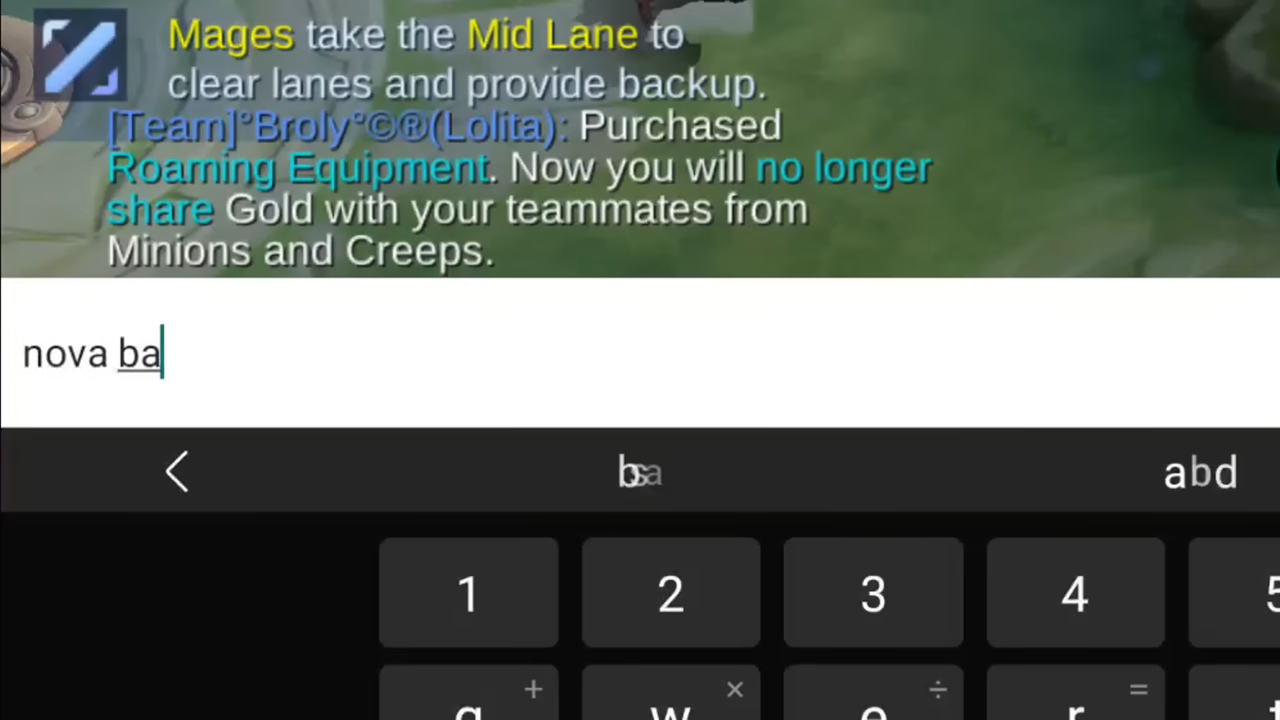 Mages take the Mid Lane to
clear lanes and provide backup.
[Team]°Broly°©®(Lolita): Purchased
Roaming Equipment. Now you will no longer
share Gold with your teammates from
Minions and Creeps.
nova ba
abd
1 2 3 4 5
+ × ÷ =
q w e r